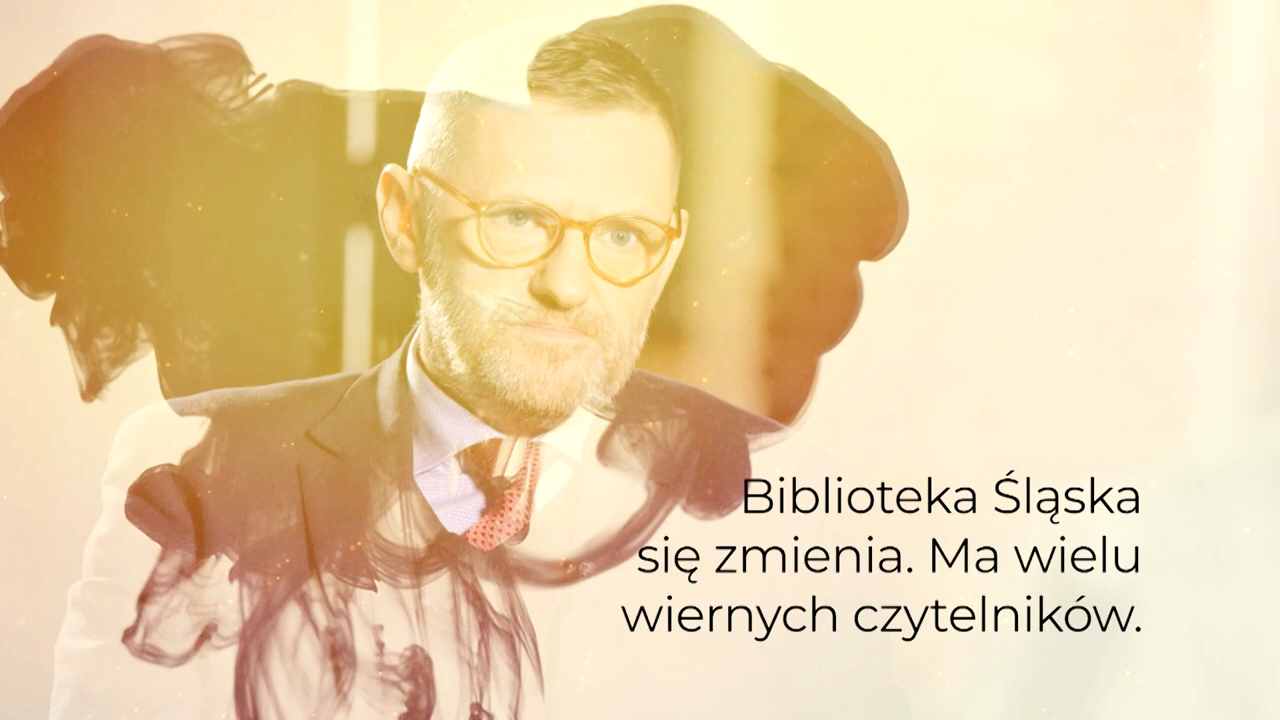 Biblioteka Śląska
się zmienia. Ma wielu
wiernych czytelników.